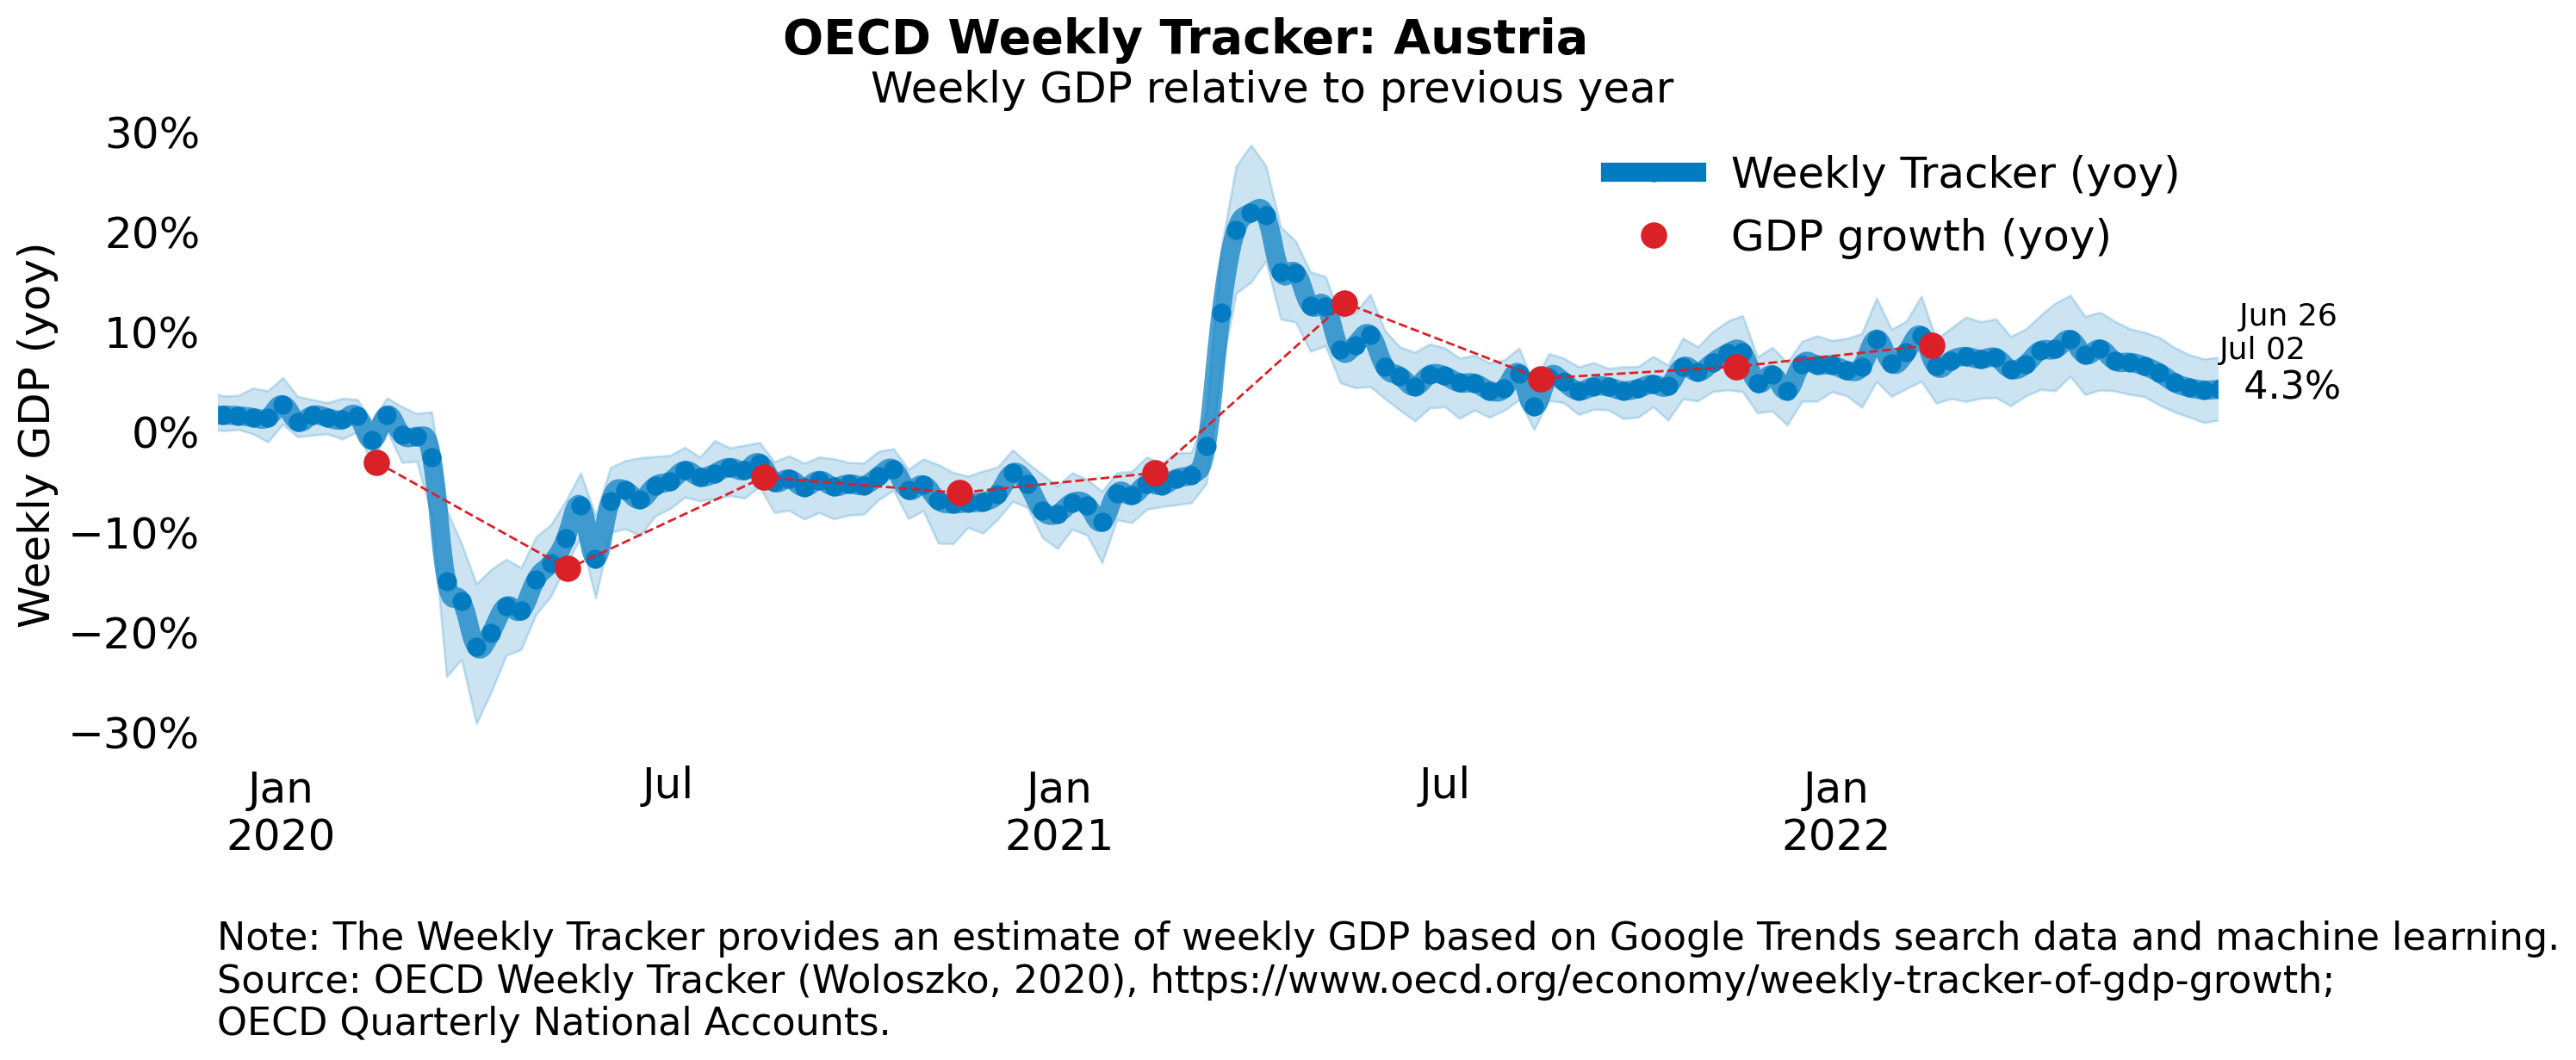 OECD Weekly Tracker: Austria
Weekly GDP relative to previous year
Weekly GDP (yoy)
30%
20%
10%
0%
−10%
−20%
−30%
Weekly Tracker (yoy)
GDP growth (yoy)
Jun 26
Jul 02
4.3%
Jan
2020
Jul
Jan
2021
Jul
Jan
2022
Note: The Weekly Tracker provides an estimate of weekly GDP based on Google Trends search data and machine learning.
Source: OECD Weekly Tracker (Woloszko, 2020), https://www.oecd.org/economy/weekly-tracker-of-gdp-growth;
OECD Quarterly National Accounts.